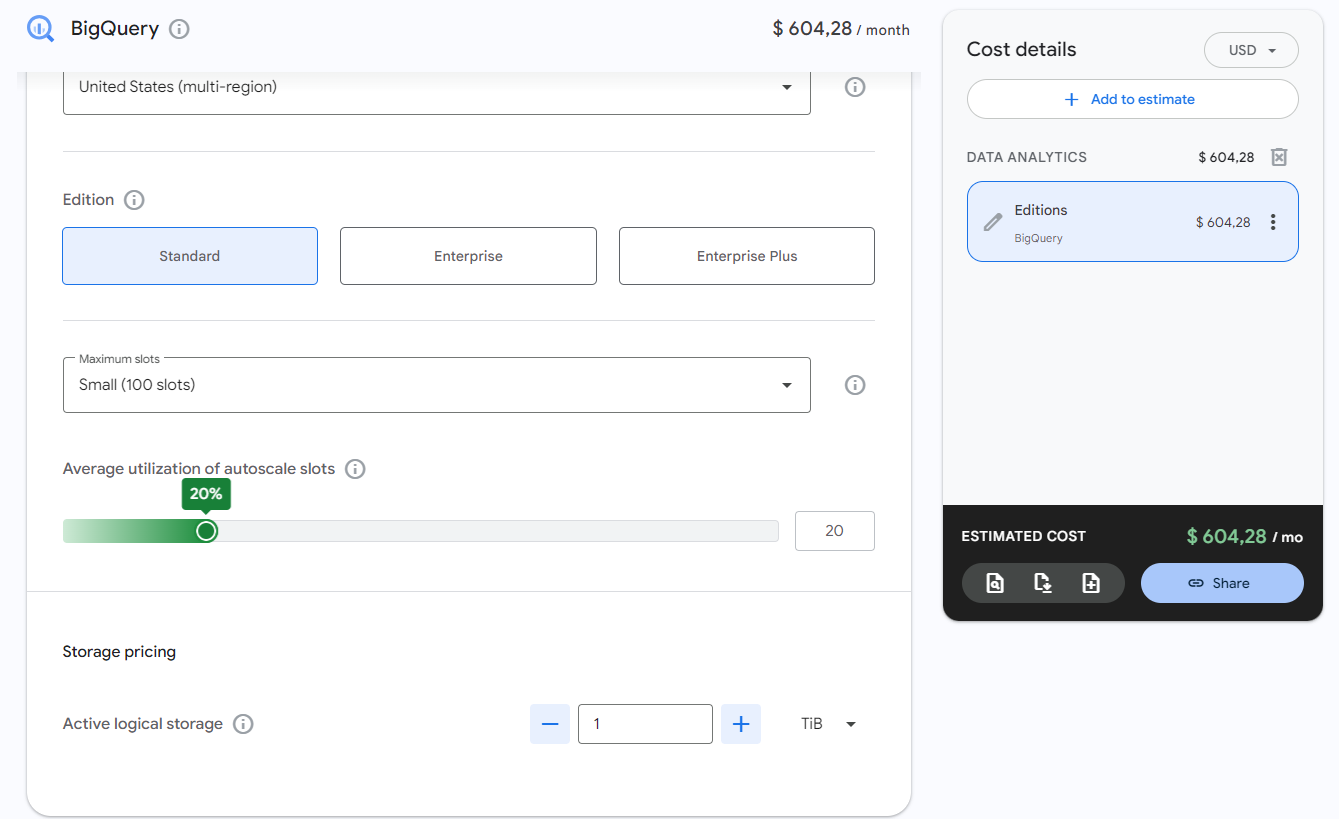 BigQuery
$ 604,28 / month
United States (multi-region)
Edition
Standard
Enterprise
Enterprise Plus
Maximum slots
Small (100 slots)
Average utilization of autoscale slots
20%
20
Storage pricing
Active logical storage
1
TiB
Cost details
USD
Add to estimate
DATA ANALYTICS
$ 604,28
Editions
$ 604,28
BigQuery
ESTIMATED COST
$ 604,28 / mo
Share